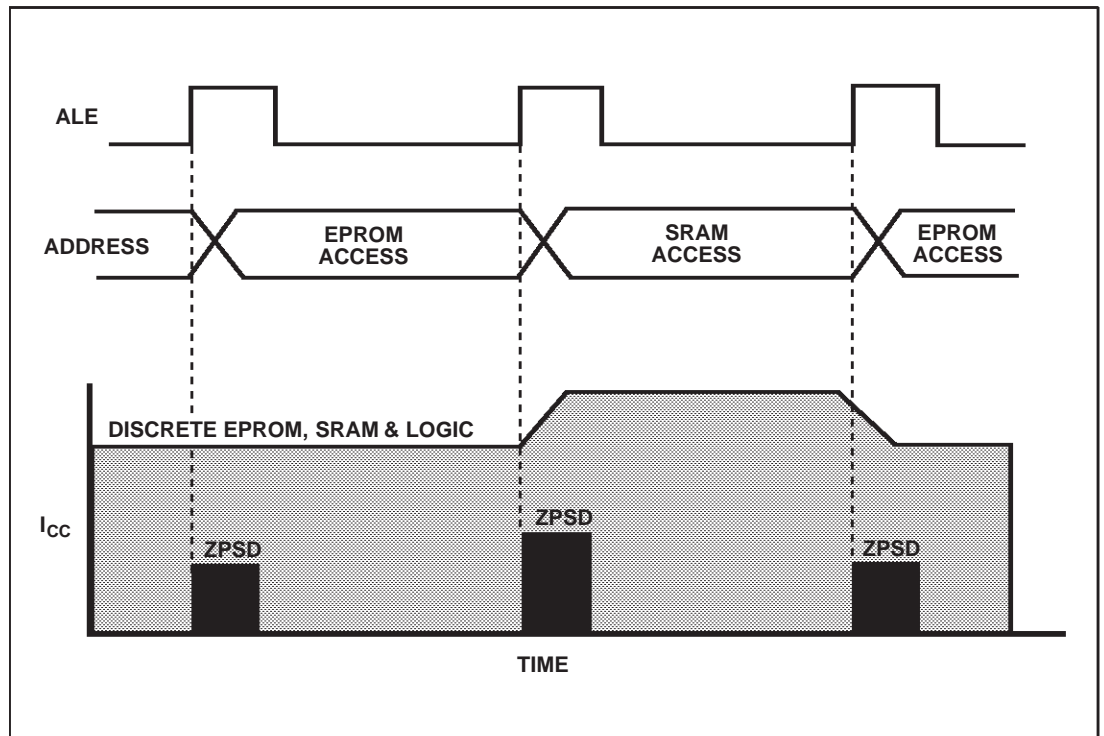 ALE
ADDRESS
EPROM
ACCESS
SRAM
ACCESS
EPROM
ACCESS
DISCRETE EPROM, SRAM & LOGIC
ICC
ZPSD
ZPSD
ZPSD
TIME